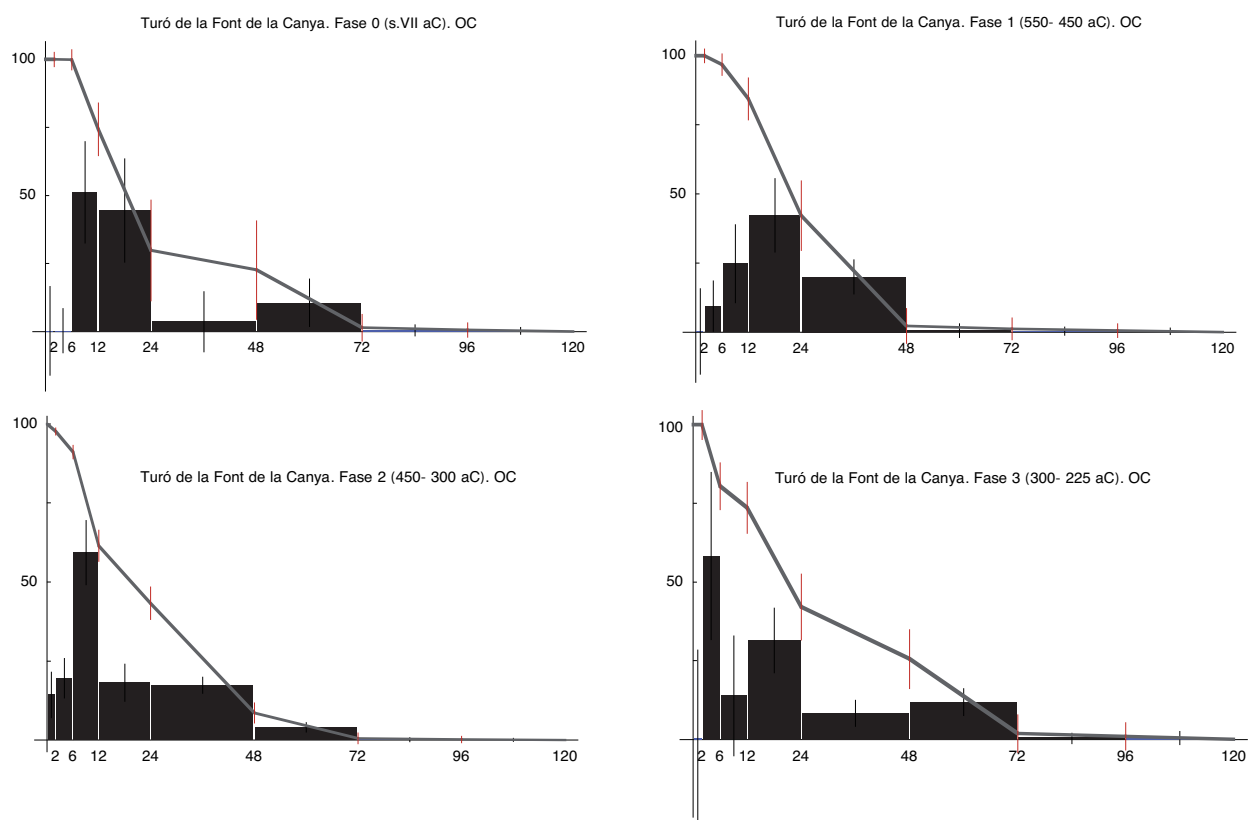 Turó de la Font de la Canya. Fase 0 (s.VII aC). OC
100
50
2 6 12 24 48 72 96 120
Turó de la Font de la Canya. Fase 1 (550- 450 aC). OC
100
50
2 6 12 24 48 72 96 120
100
Turó de la Font de la Canya. Fase 2 (450- 300 aC). OC
50
2 6 12 24 48 72 96 120
100
Turó de la Font de la Canya. Fase 3 (300- 225 aC). OC
50
2 6 12 24 48 72 96 120